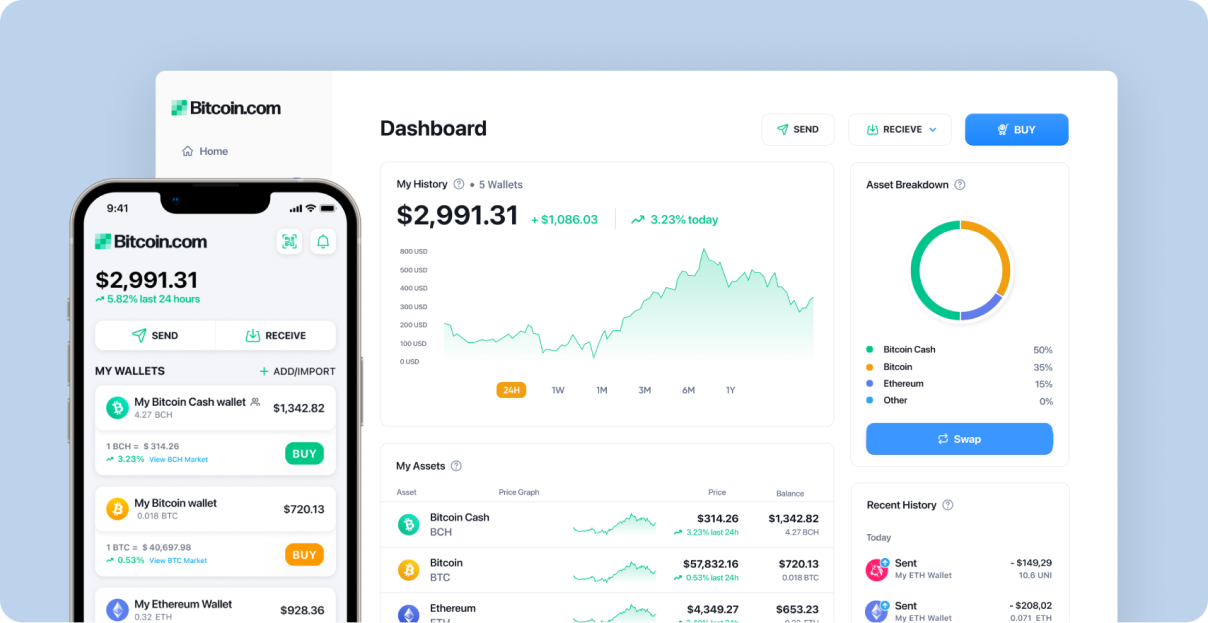 Bitcoin.com
Home
Dashboard
SEND
RECIEVE
BUY
My History
• 5 Wallets
$2,991.31
+ $1,086.03
3.23% today
800 USD
500 USD
400 USD
300 USD
200 USD
100 USD
0 USD
24H 1W 1M 3M 6M 1Y
Asset Breakdown
Bitcoin Cash 50%
Bitcoin 35%
Ethereum 15%
Other 0%
Swap
My Assets
Asset Price Graph Price Balance
Bitcoin Cash $314.26 $1,342.82
BCH 3.23% last 24h 4.27 BCH
Bitcoin $57,832.16 $720.13
BTC 0.53% last 24h 0.018 BTC
Ethereum $4,349.27 $653.23
Recent History
Today
Sent - $149,29
My ETH Wallet 10.6 UNI
Sent - $208,02
My ETH Wallet 0.071 ETH
9:41
Bitcoin.com
$2,991.31
5.82% last 24 hours
SEND RECEIVE
MY WALLETS + ADD/IMPORT
My Bitcoin Cash wallet $1,342.82
4.27 BCH
1 BCH = $ 314.26
3.23% View BCH Market
BUY
My Bitcoin wallet $720.13
0.018 BTC
1 BTC = $ 40,697.98
0.53% View BTC Market
BUY
My Ethereum Wallet $928.36
0.32 ETH